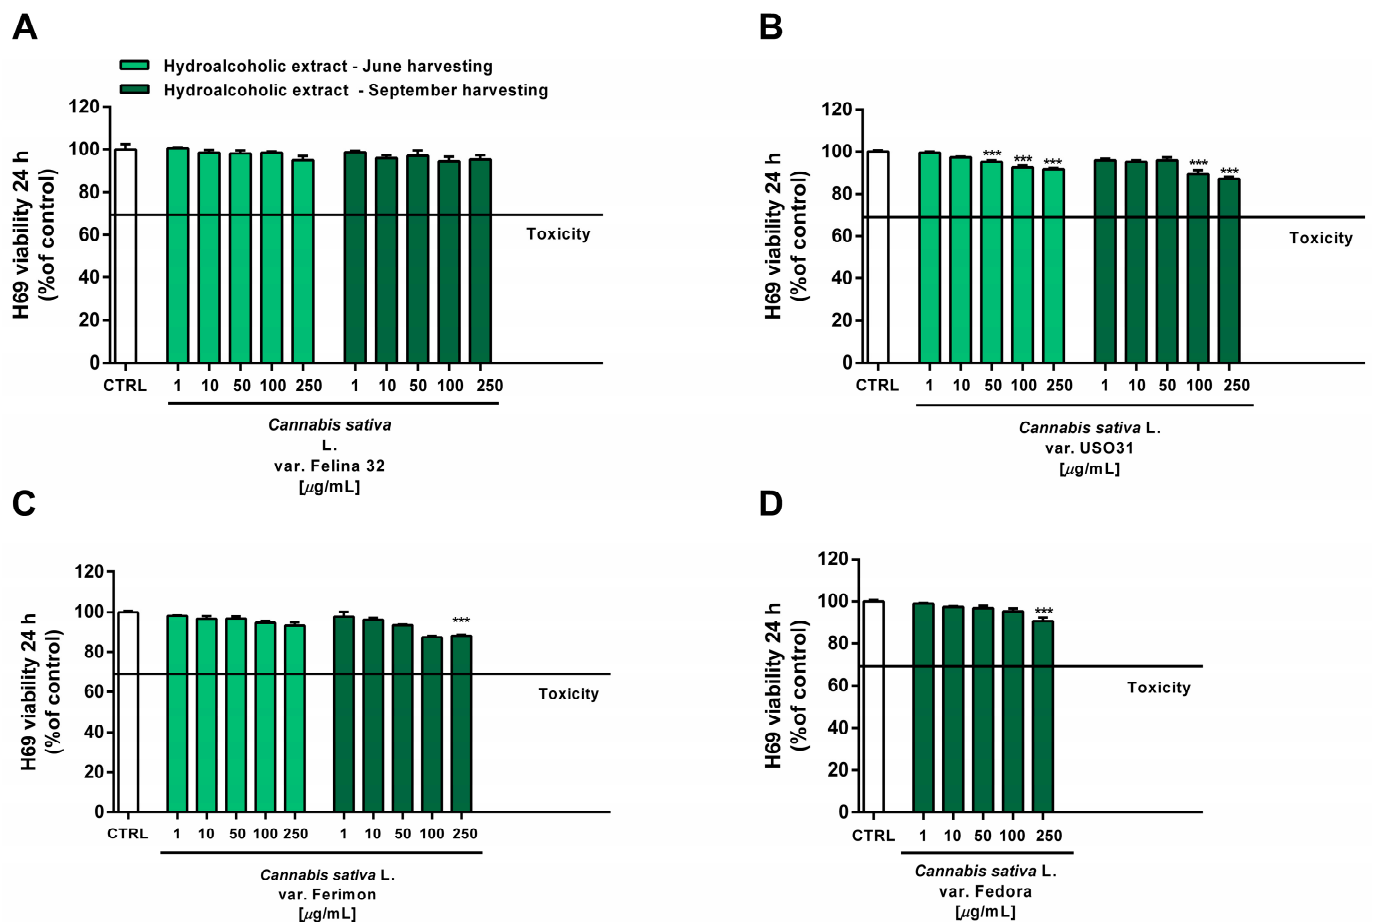 A
Hydroalcoholic extract - June harvesting
Hydroalcoholic extract - September harvesting
H69 viability 24 h
(%of control)
120
100
80
60
40
20
0
Toxicity
CTRL 1 10 50 100 250 1 10 50 100 250
Cannabis sativa
L.
var. Felina 32
[µg/mL]
B
H69 viability 24 h
(%of control)
120
100
80
60
40
20
0
*** *** *** *** ***
Toxicity
CTRL 1 10 50 100 250 1 10 50 100 250
Cannabis sativa L.
var. USO31
[µg/mL]
C
H69 viability 24 h
(%of control)
120
100
80
60
40
20
0
***
Toxicity
CTRL 1 10 50 100 250 1 10 50 100 250
Cannabis sativa L.
var. Ferimon
[µg/mL]
D
H69 viability 24 h
(%of control)
120
100
80
60
40
20
0
***
Toxicity
CTRL 1 10 50 100 250
Cannabis sativa L.
var. Fedora
[µg/mL]